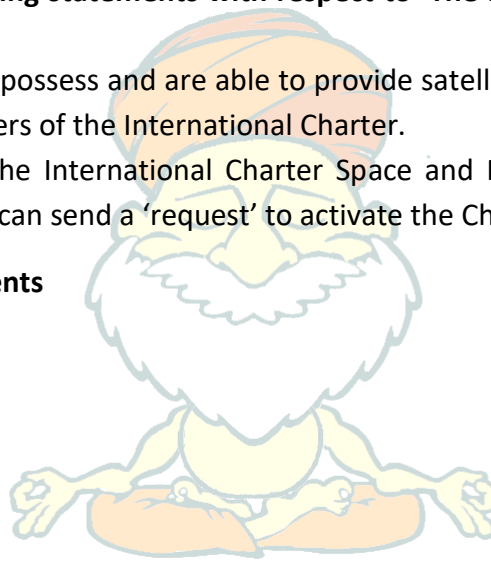 ing statements with respect to 'The
possess and are able to provide satell
ers of the International Charter.
he International Charter Space and
can send a ‘request’ to activate the Ch
ents